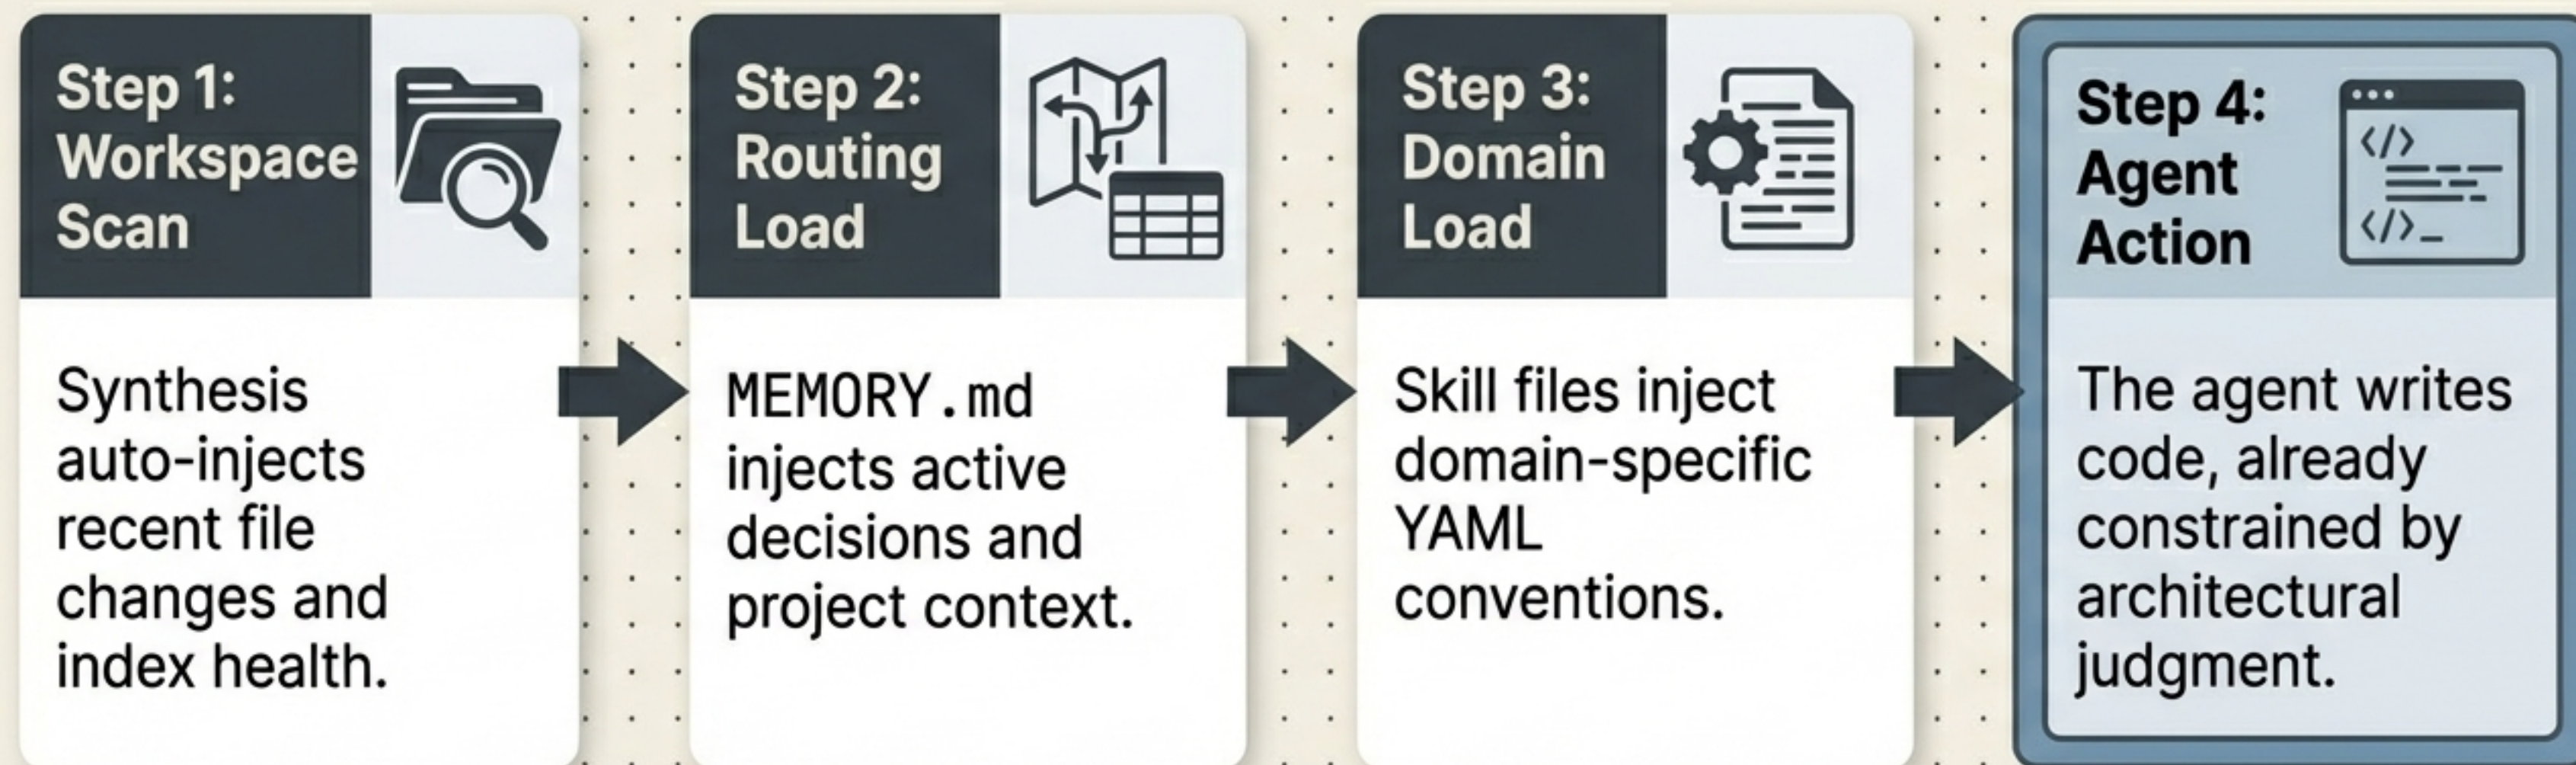 Step 1:
Workspace
Scan
Synthesis
auto-injects
recent file
changes and
index health.
Step 2:
Routing
Load
MEMORY.md
injects active
decisions and
project context.
Step 3:
Domain
Load
Skill files inject
domain-specific
YAML
conventions.
Step 4:
Agent
Action
</>
</>_
The agent writes
code, already
constrained by
architectural
judgment.